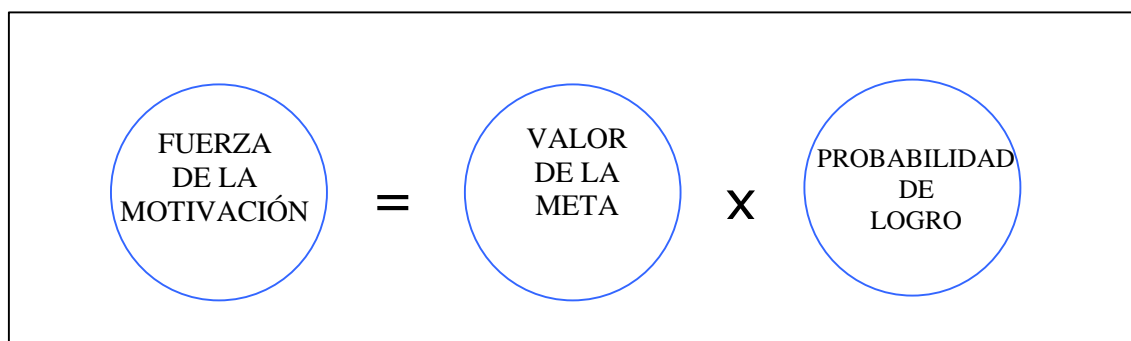 FUERZA
DE LA
MOTIVACIÓN
=
VALOR
DE LA
META
x
PROBABILIDAD
DE
LOGRO